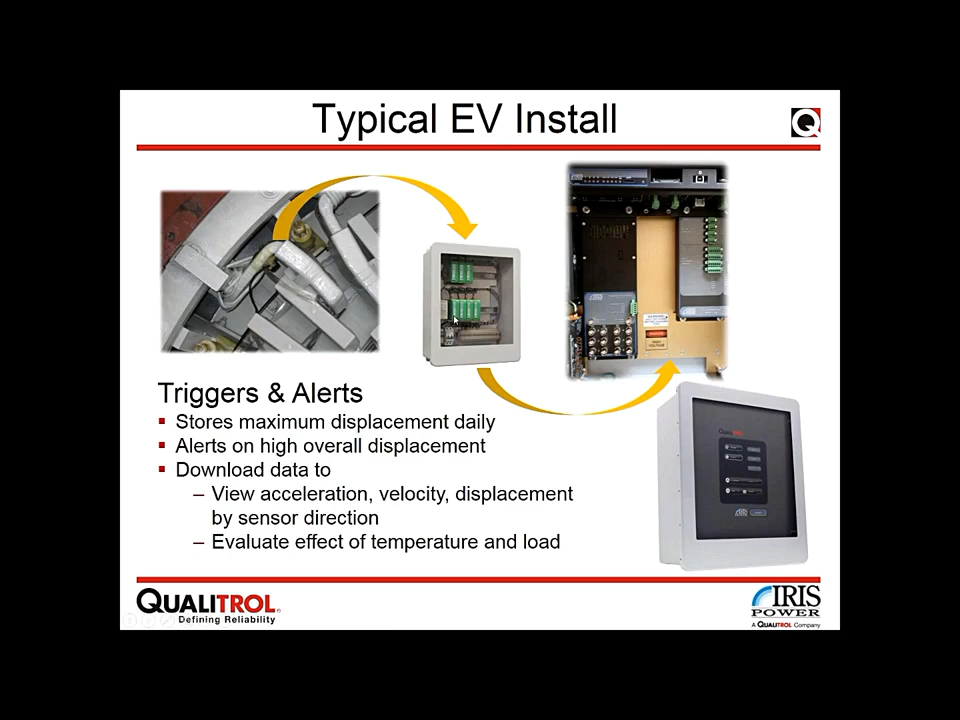 Typical EV Install
Q
Triggers & Alerts
Stores maximum displacement daily
Alerts on high overall displacement
Download data to
– View acceleration, velocity, displacement
by sensor direction
– Evaluate effect of temperature and load
QUALITROL
Defining Reliability
IRIS
POWER
A QUALITROL Company